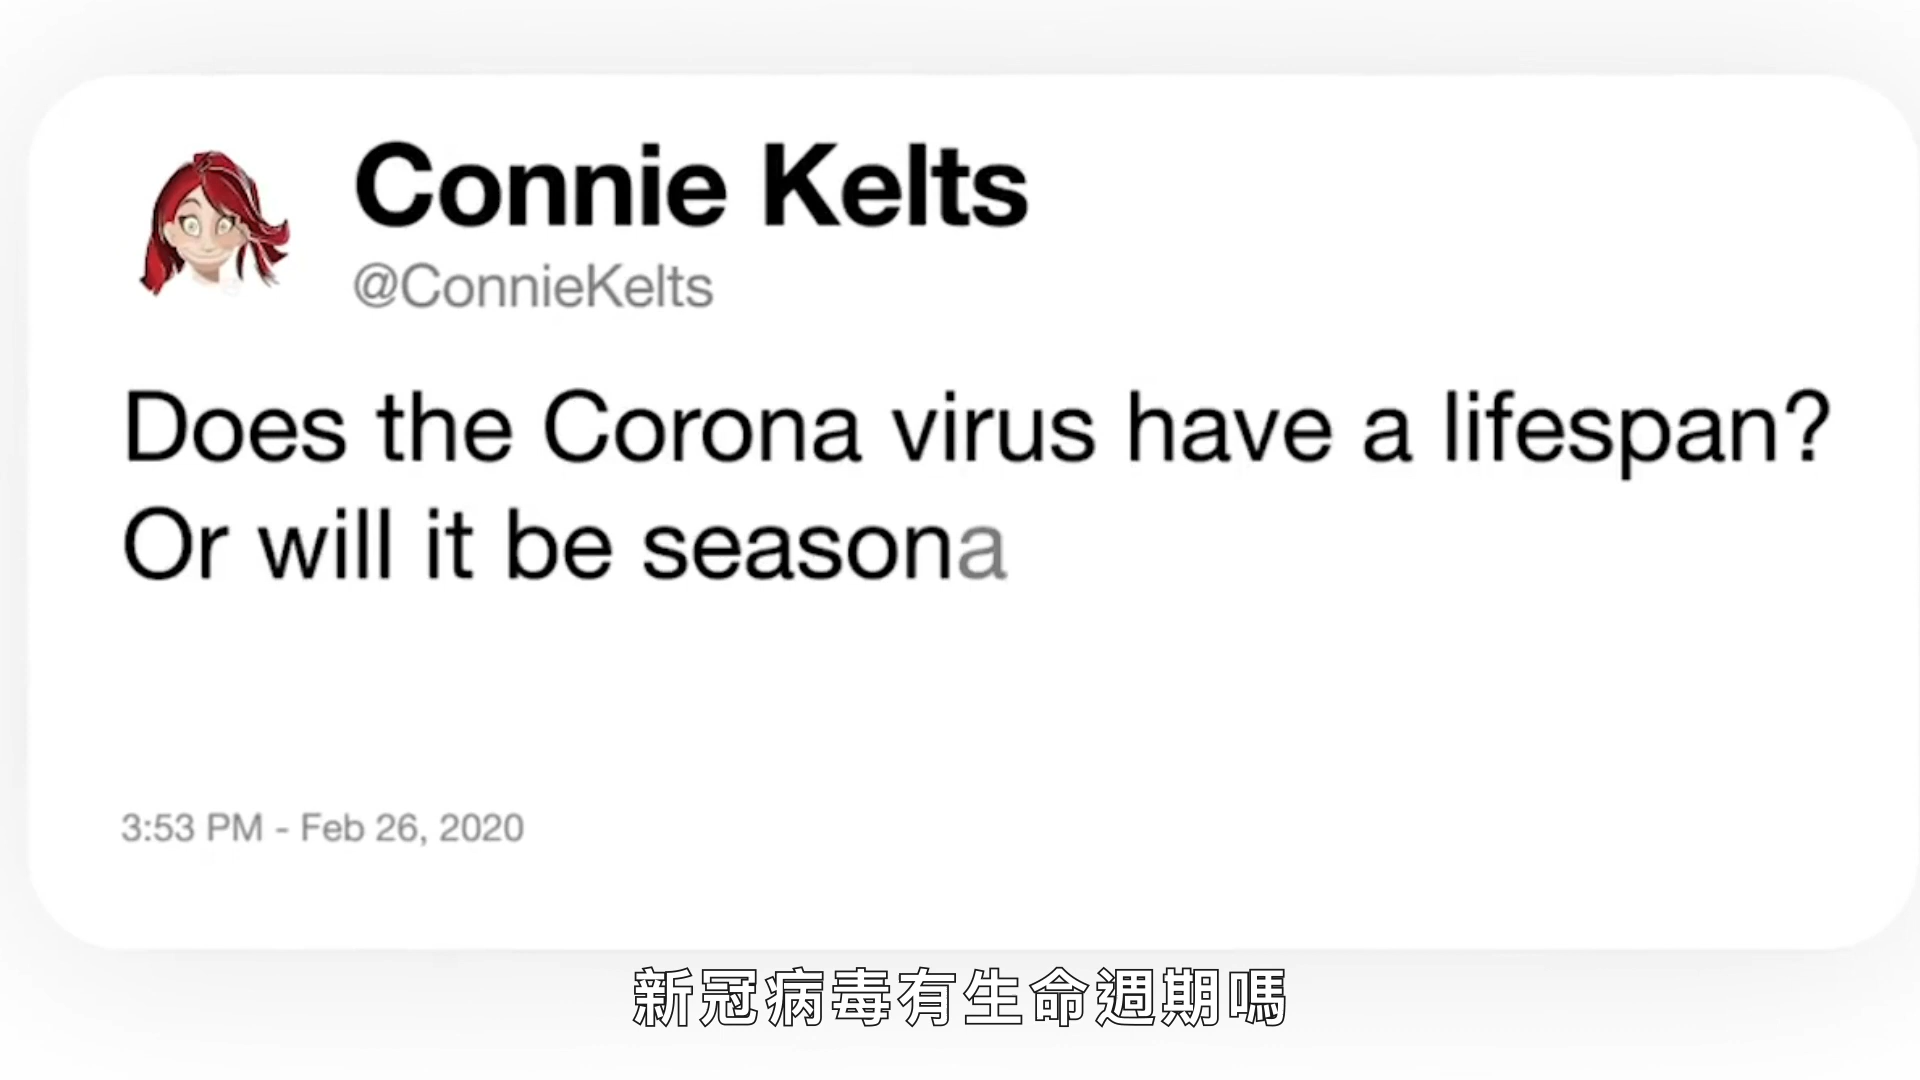 Connie Kelts
@ConnieKelts
Does the Corona virus have a lifespan?
Or will it be seasona
3:53 PM - Feb 26, 2020
新冠病毒有生命週期嗎